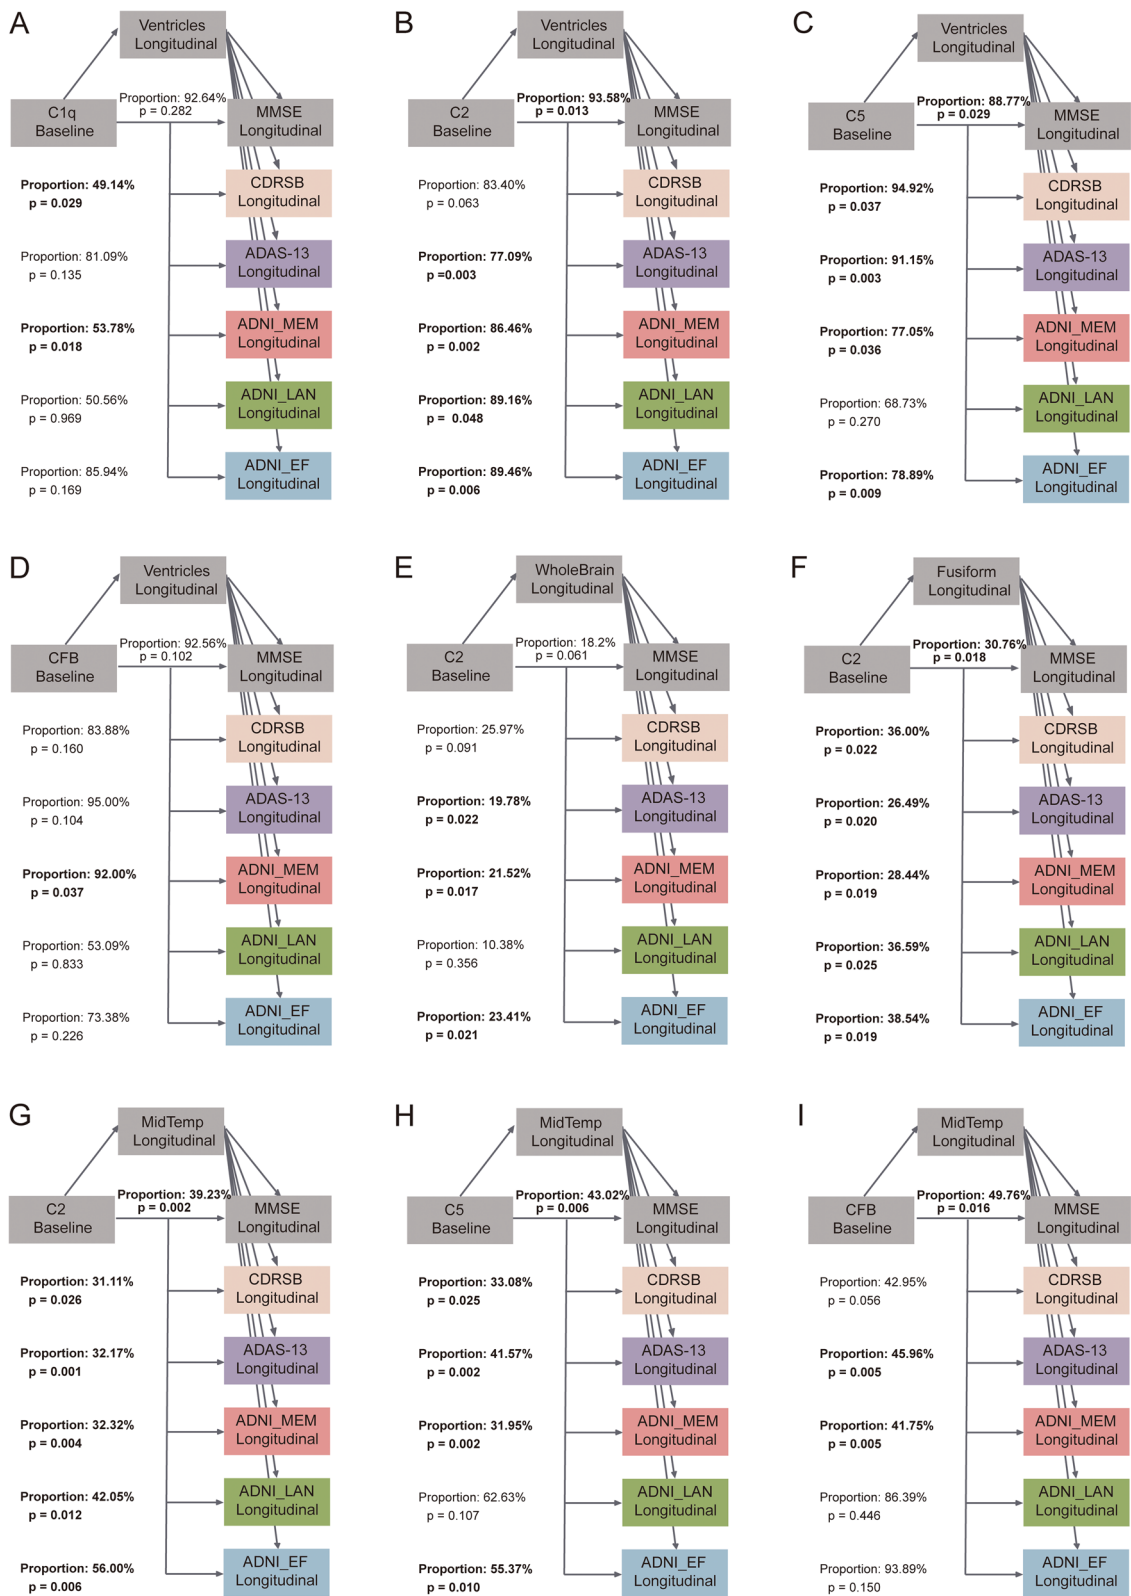 A
Ventricles
Longitudinal
Proportion: 92.64%
p = 0.282
C1q
Baseline
MMSE
Longitudinal
Proportion: 49.14%
p = 0.029
CDRSB
Longitudinal
Proportion: 81.09%
p = 0.135
ADAS-13
Longitudinal
Proportion: 53.78%
p = 0.018
ADNI_MEM
Longitudinal
Proportion: 50.56%
p = 0.969
ADNI_LAN
Longitudinal
Proportion: 85.94%
p = 0.169
ADNI_EF
Longitudinal
B
Ventricles
Longitudinal
Proportion: 93.58%
p = 0.013
C2
Baseline
MMSE
Longitudinal
Proportion: 83.40%
p = 0.063
CDRSB
Longitudinal
Proportion: 77.09%
p =0.003
ADAS-13
Longitudinal
Proportion: 86.46%
p = 0.002
ADNI_MEM
Longitudinal
Proportion: 89.16%
p = 0.048
ADNI_LAN
Longitudinal
Proportion: 89.46%
p = 0.006
ADNI_EF
Longitudinal
C
Ventricles
Longitudinal
Proportion: 88.77%
p = 0.029
C5
Baseline
MMSE
Longitudinal
Proportion: 94.92%
p = 0.037
CDRSB
Longitudinal
Proportion: 91.15%
p = 0.003
ADAS-13
Longitudinal
Proportion: 77.05%
p = 0.036
ADNI_MEM
Longitudinal
Proportion: 68.73%
p = 0.270
ADNI_LAN
Longitudinal
Proportion: 78.89%
p = 0.009
ADNI_EF
Longitudinal
D
Ventricles
Longitudinal
Proportion: 92.56%
p = 0.102
CFB
Baseline
MMSE
Longitudinal
Proportion: 83.88%
p = 0.160
CDRSB
Longitudinal
Proportion: 95.00%
p = 0.104
ADAS-13
Longitudinal
Proportion: 92.00%
p = 0.037
ADNI_MEM
Longitudinal
Proportion: 53.09%
p = 0.833
ADNI_LAN
Longitudinal
Proportion: 73.38%
p = 0.226
ADNI_EF
Longitudinal
E
WholeBrain
Longitudinal
Proportion: 18.2%
p = 0.061
C2
Baseline
MMSE
Longitudinal
Proportion: 25.97%
p = 0.091
CDRSB
Longitudinal
Proportion: 19.78%
p = 0.022
ADAS-13
Longitudinal
Proportion: 21.52%
p = 0.017
ADNI_MEM
Longitudinal
Proportion: 10.38%
p = 0.356
ADNI_LAN
Longitudinal
Proportion: 23.41%
p = 0.021
ADNI_EF
Longitudinal
F
Fusiform
Longitudinal
Proportion: 30.76%
p = 0.018
C2
Baseline
MMSE
Longitudinal
Proportion: 36.00%
p = 0.022
CDRSB
Longitudinal
Proportion: 26.49%
p = 0.020
ADAS-13
Longitudinal
Proportion: 28.44%
p = 0.019
ADNI_MEM
Longitudinal
Proportion: 36.59%
p = 0.025
ADNI_LAN
Longitudinal
Proportion: 38.54%
p = 0.019
ADNI_EF
Longitudinal
G
MidTemp
Longitudinal
Proportion: 39.23%
p = 0.002
C2
Baseline
MMSE
Longitudinal
Proportion: 31.11%
p = 0.026
CDRSB
Longitudinal
Proportion: 32.17%
p = 0.001
ADAS-13
Longitudinal
Proportion: 32.32%
p = 0.004
ADNI_MEM
Longitudinal
Proportion: 42.05%
p = 0.012
ADNI_LAN
Longitudinal
Proportion: 56.00%
p = 0.006
ADNI_EF
Longitudinal
H
MidTemp
Longitudinal
Proportion: 43.02%
p = 0.006
C5
Baseline
MMSE
Longitudinal
Proportion: 33.08%
p = 0.025
CDRSB
Longitudinal
Proportion: 41.57%
p = 0.002
ADAS-13
Longitudinal
Proportion: 31.95%
p = 0.002
ADNI_MEM
Longitudinal
Proportion: 62.63%
p = 0.107
ADNI_LAN
Longitudinal
Proportion: 55.37%
p = 0.010
ADNI_EF
Longitudinal
I
MidTemp
Longitudinal
Proportion: 49.76%
p = 0.016
CFB
Baseline
MMSE
Longitudinal
Proportion: 42.95%
p = 0.056
CDRSB
Longitudinal
Proportion: 45.96%
p = 0.005
ADAS-13
Longitudinal
Proportion: 41.75%
p = 0.005
ADNI_MEM
Longitudinal
Proportion: 86.39%
p = 0.446
ADNI_LAN
Longitudinal
Proportion: 93.89%
p = 0.150
ADNI_EF
Longitudinal